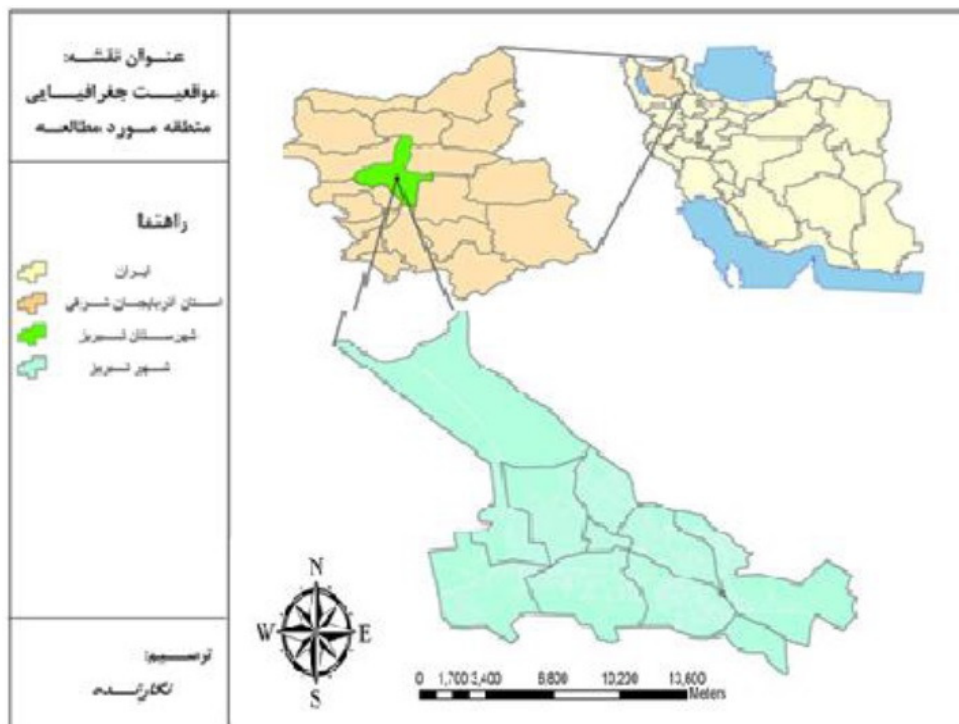 عنوان نقشه:
موقعیت جغرافیایی
منطقه مورد مطالعه
راهنما
ایران
استان آذربایجان شرقی
شهرستان تبریز
شهر تبریز
ترسیم:
نگارنده
N
W E
S
0 1,700 3,400 6,800 10,200 13,600
Meters